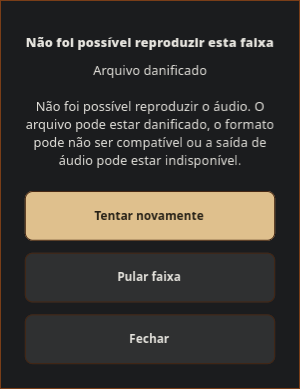 Não foi possível reproduzir esta faixa
Arquivo danificado
Não foi possível reproduzir o áudio. O
arquivo pode estar danificado, o formato
pode não ser compatível ou a saída de
áudio pode estar indisponível.
Tentar novamente
Pular faixa
Fechar